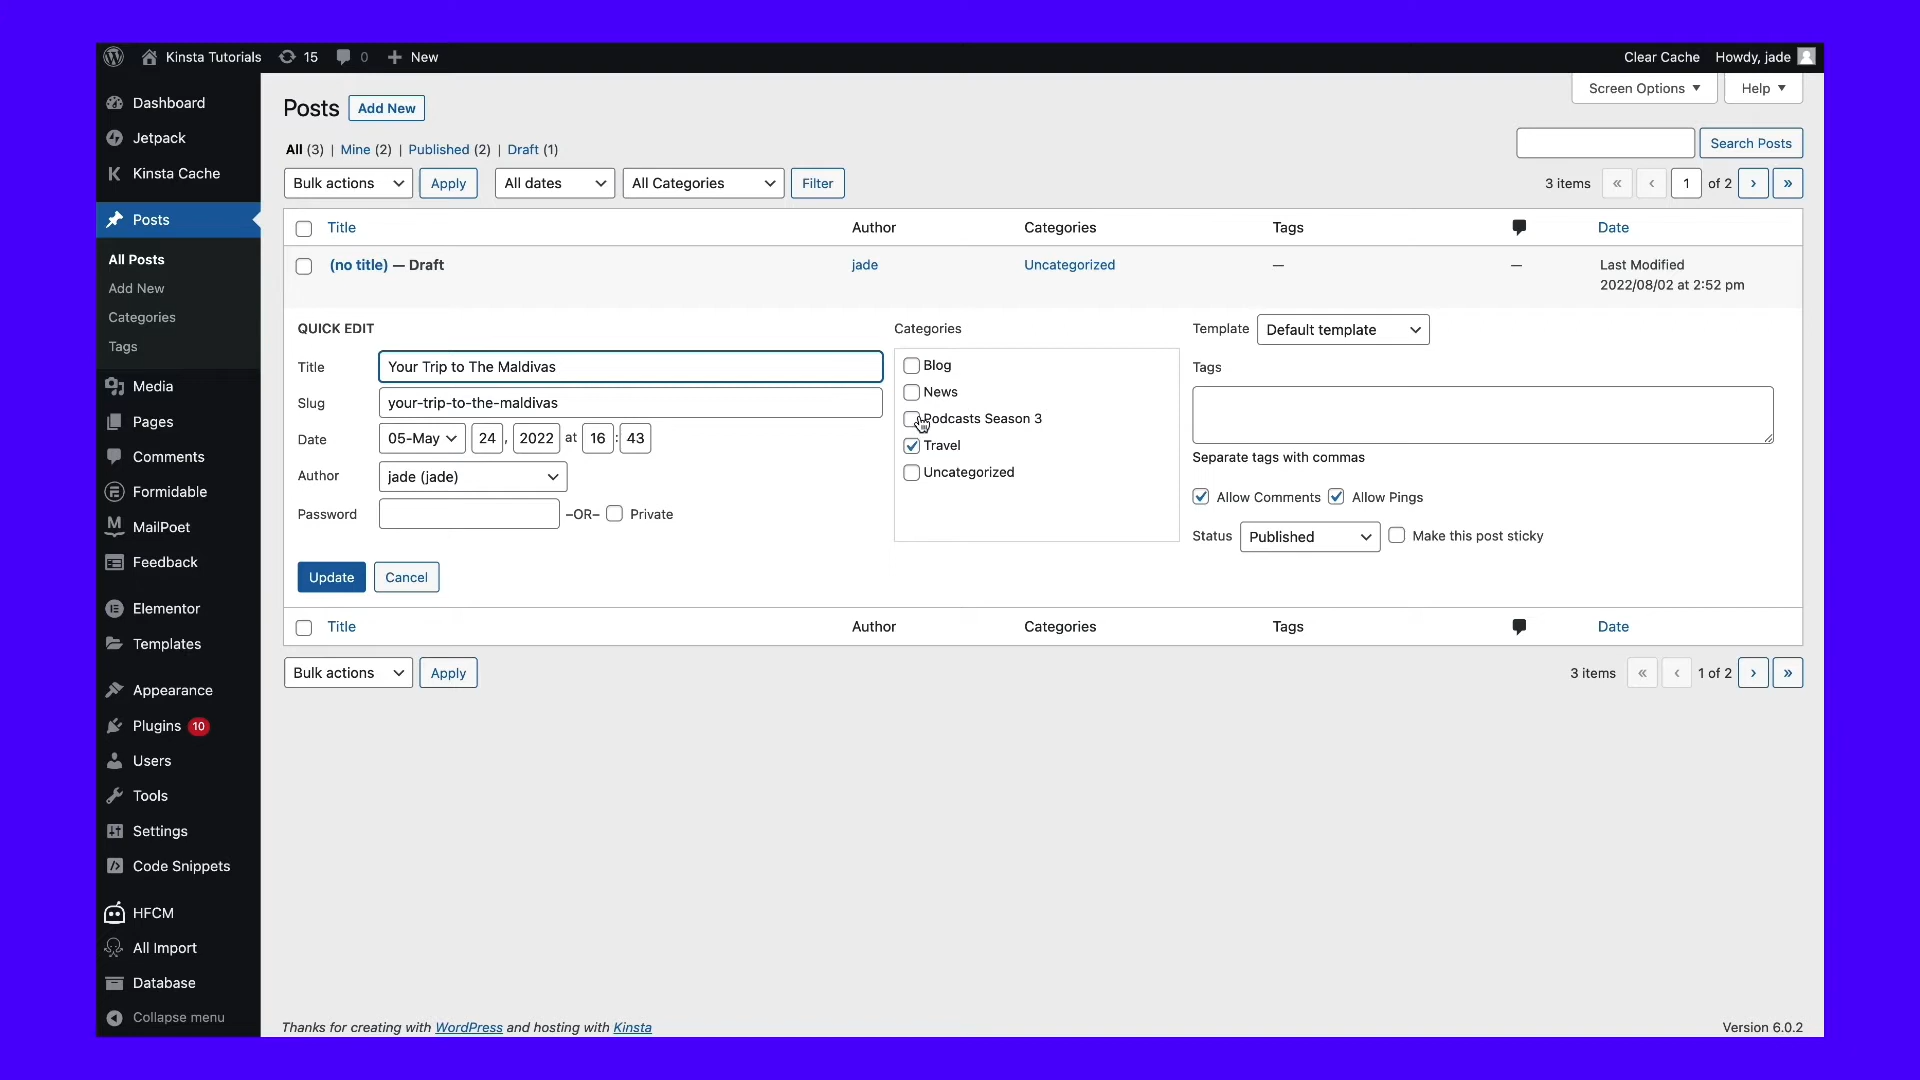 Kinsta Tutorials 15 0 New Clear Cache Howdy, jade
Dashboard
Jetpack
Kinsta Cache
Posts
All Posts
Add New
Categories
Tags
Media
Pages
Comments
Formidable
MailPoet
Feedback
Elementor
Templates
Appearance
Plugins 10
Users
Tools
Settings
Code Snippets
HFCM
All Import
Database
Collapse menu
Screen Options ▼ Help ▼
Posts Add New
All (3) | Mine (2) | Published (2) | Draft (1)
Search Posts
Bulk actions Apply All dates All Categories Filter 3 items « ‹ 1 of 2 › »
Title Author Categories Tags Date
(no title) — Draft jade Uncategorized — — Last Modified
2022/08/02 at 2:52 pm
QUICK EDIT
Title Your Trip to The Maldivas
Slug your-trip-to-the-maldivas
Date 05-May 24 , 2022 at 16 : 43
Author jade (jade)
Password –OR– Private
Categories
Blog
News
Podcasts Season 3
Travel
Uncategorized
Template Default template
Tags
Separate tags with commas
Allow Comments Allow Pings
Status Published Make this post sticky
Update Cancel
Title Author Categories Tags Date
Bulk actions Apply 3 items « ‹ 1 of 2 › »
Thanks for creating with WordPress and hosting with Kinsta Version 6.0.2